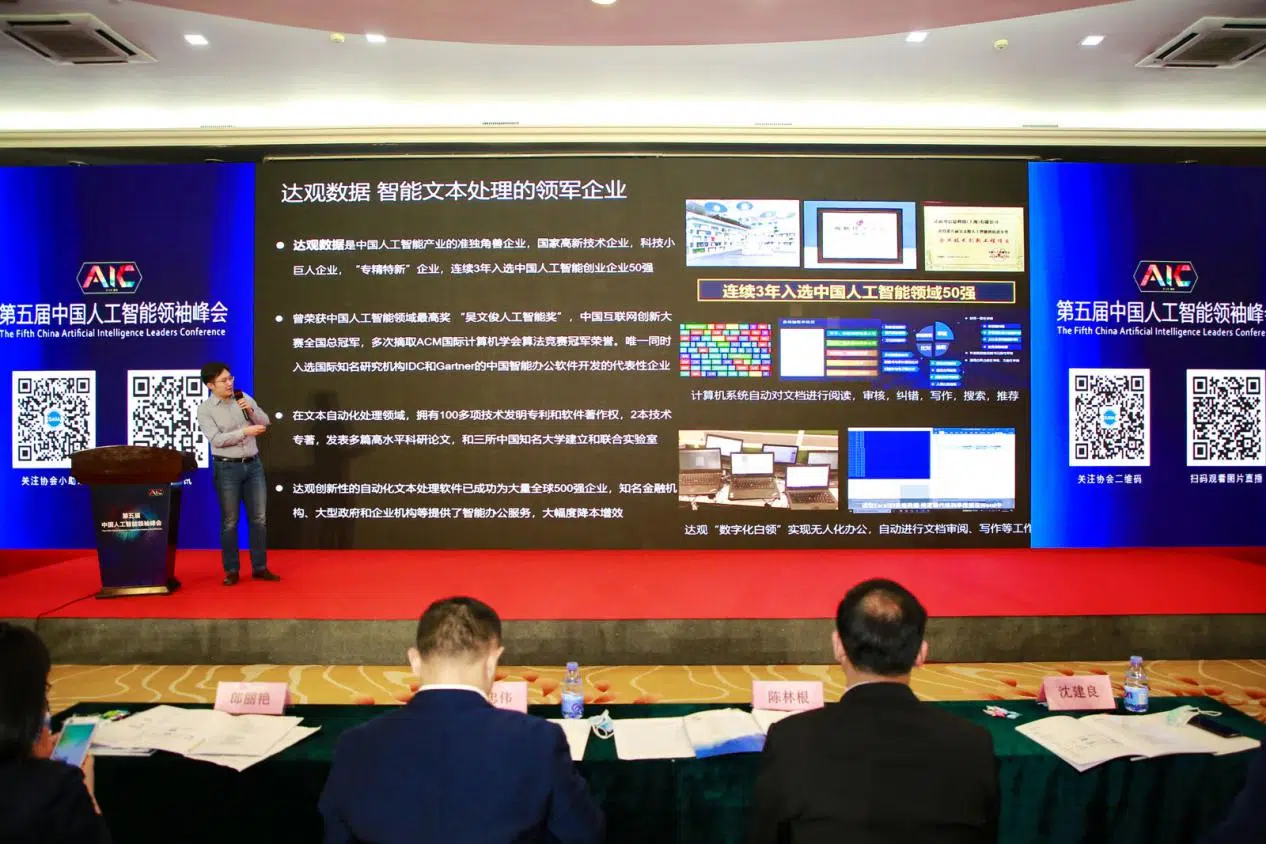 达观数据 智能文本处理的领军企业
达观数据是中国人工智能产业的准独角兽企业，国家高新技术企业，科技小
巨人企业，“专精特新”企业，连续3年入选中国人工智能创业企业50强
曾荣获中国人工智能领域最高奖 “吴文俊人工智能奖”，中国互联网创新大
赛全国总冠军，多次摘取ACM国际计算机学会算法竞赛冠军荣誉。唯一同时
入选国际知名研究机构IDC和Gartner的中国智能办公软件开发的代表性企业
在文本自动化处理领域，拥有100多项技术发明专利和软件著作权，2本技术
专著，发表多篇高水平科研论文，和三所中国知名大学建立和联合实验室
达观创新性的自动化文本处理软件已成功为大量全球500强企业，知名金融机
构、大型政府和企业机构等提供了智能办公服务，大幅度降本增效
连续3年入选中国人工智能领域50强
计算机系统自动对文档进行阅读，审核，纠错，写作，搜索，推荐
达观“数字化白领”实现无人化办公，自动进行文档审阅、写作等工作
AIC
第五届中国人工智能领袖峰会
The Fifth China Artificial Intelligence Leaders Conference
关注协会小助
AIC
第五届中国人工智能领袖峰会
The Fifth China Artificial Intelligence Leaders Confere
关注协会二维码
扫码观看图片直播
AIC
第五届
中国人工智能领袖峰会
郎丽艳
忠伟
陈林根
沈建良